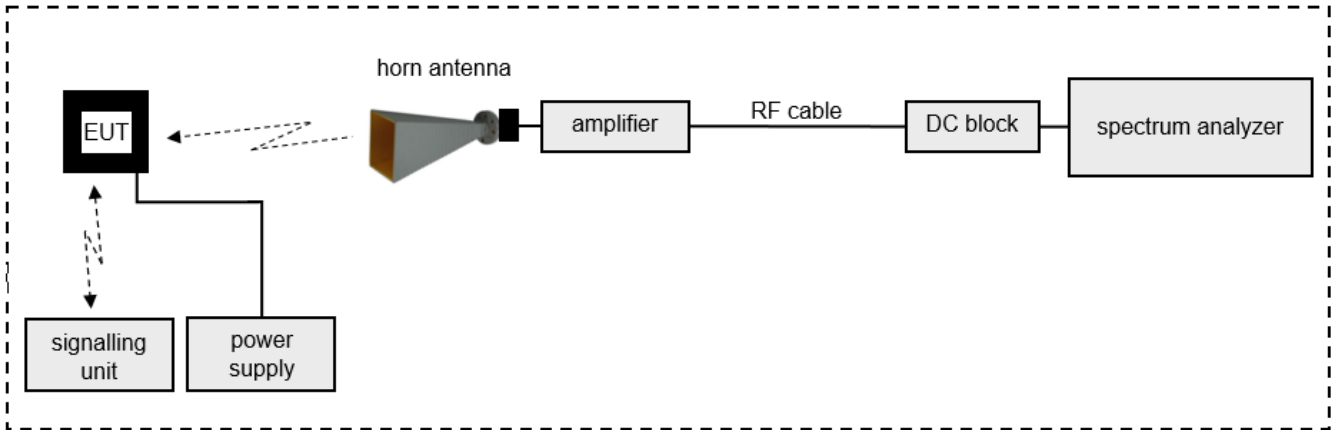 horn antenna
EUT
amplifier
RF cable
DC block
spectrum analyzer
signalling
unit
power
supply